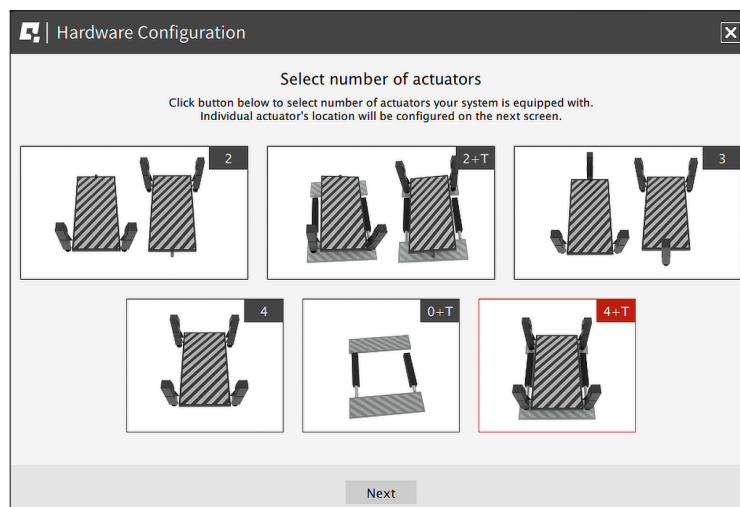 Hardware Configuration
Select number of actuators
Click button below to select number of actuators your system is equipped with.
Individual actuator's location will be configured on the next screen.
2
2+T
3
4
0+T
4+T
Next